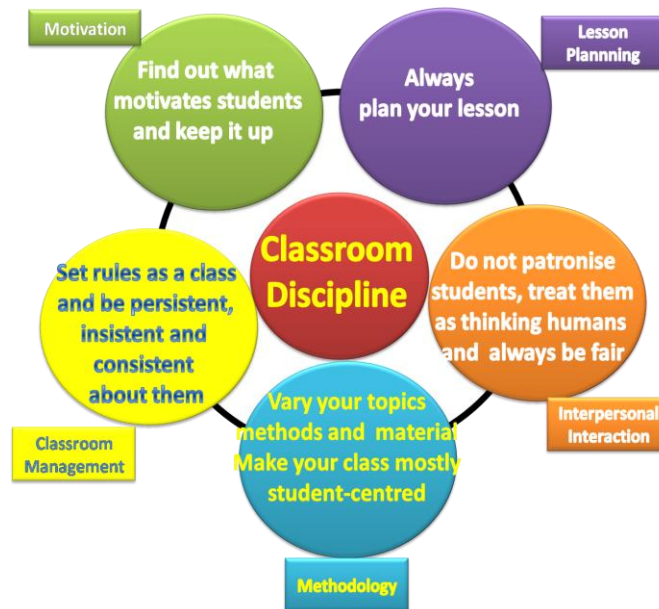 Motivation
Find out what
motivates students
and keep it up
Lesson
Plannning
Always
plan your lesson
Classroom
Discipline
Set rules as a class
and be persistent,
insistent and
consistent
about them
Classroom
Management
Do not patronise
students, treat them
as thinking humans
and always be fair
Interpersonal
Interaction
Vary your topics
methods and material
Make your class mostly
student-centred
Methodology